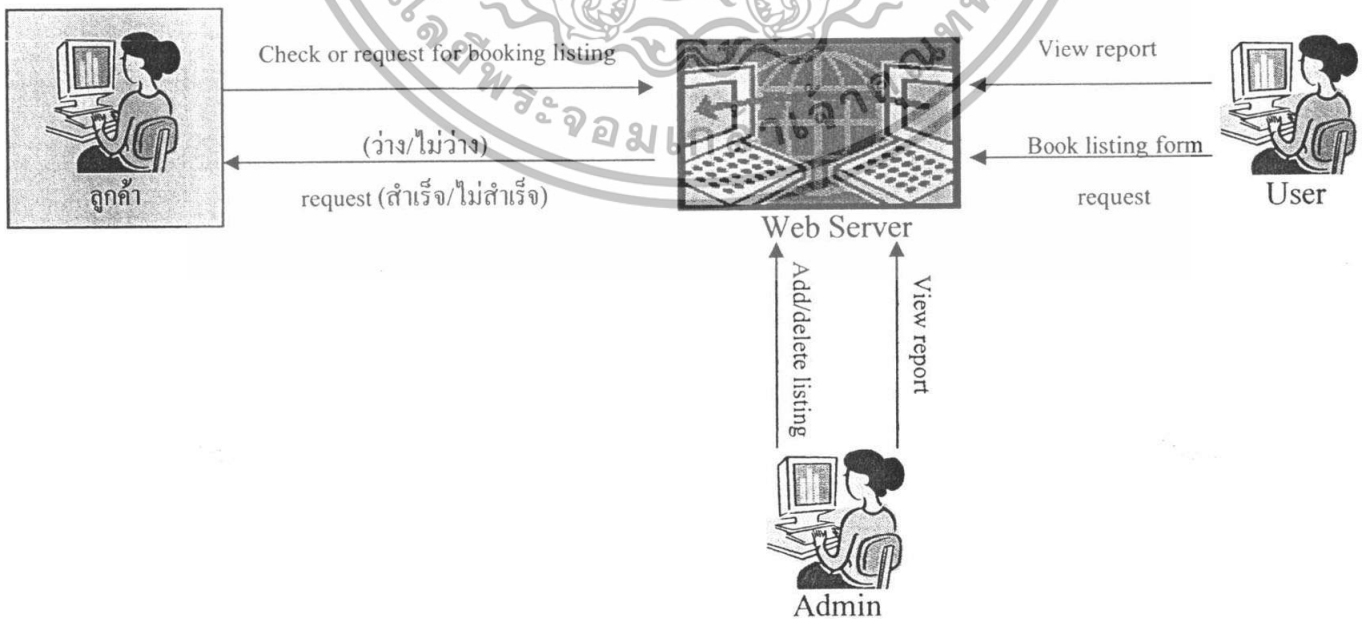 Check or request for booking listing
(ว่าง/ไม่ว่าง)
request (สำเร็จ/ไม่สำเร็จ)
ลูกค้า
Web Server
View report
Book listing form
request
User
Add/delete listing
View report
Admin